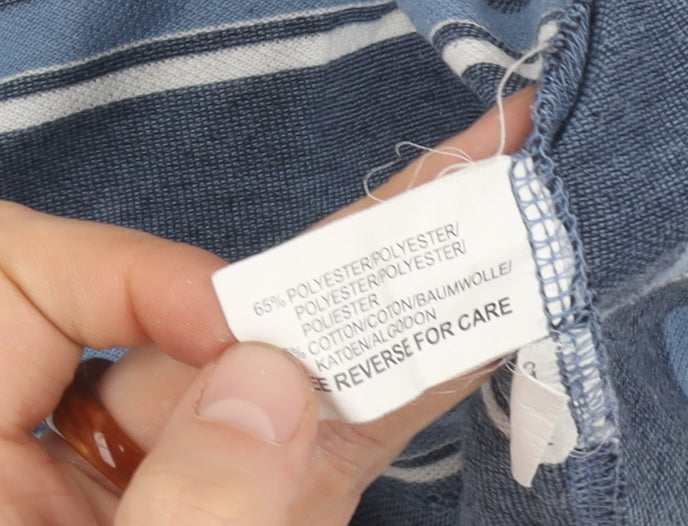 65% POLYESTER/POLYESTER/
POLYESTER/POLYESTER/
POLIESTER
% COTTON/COTON/BAUMWOLLE/
KATOEN/ALGODON
REVERSE FOR CARE